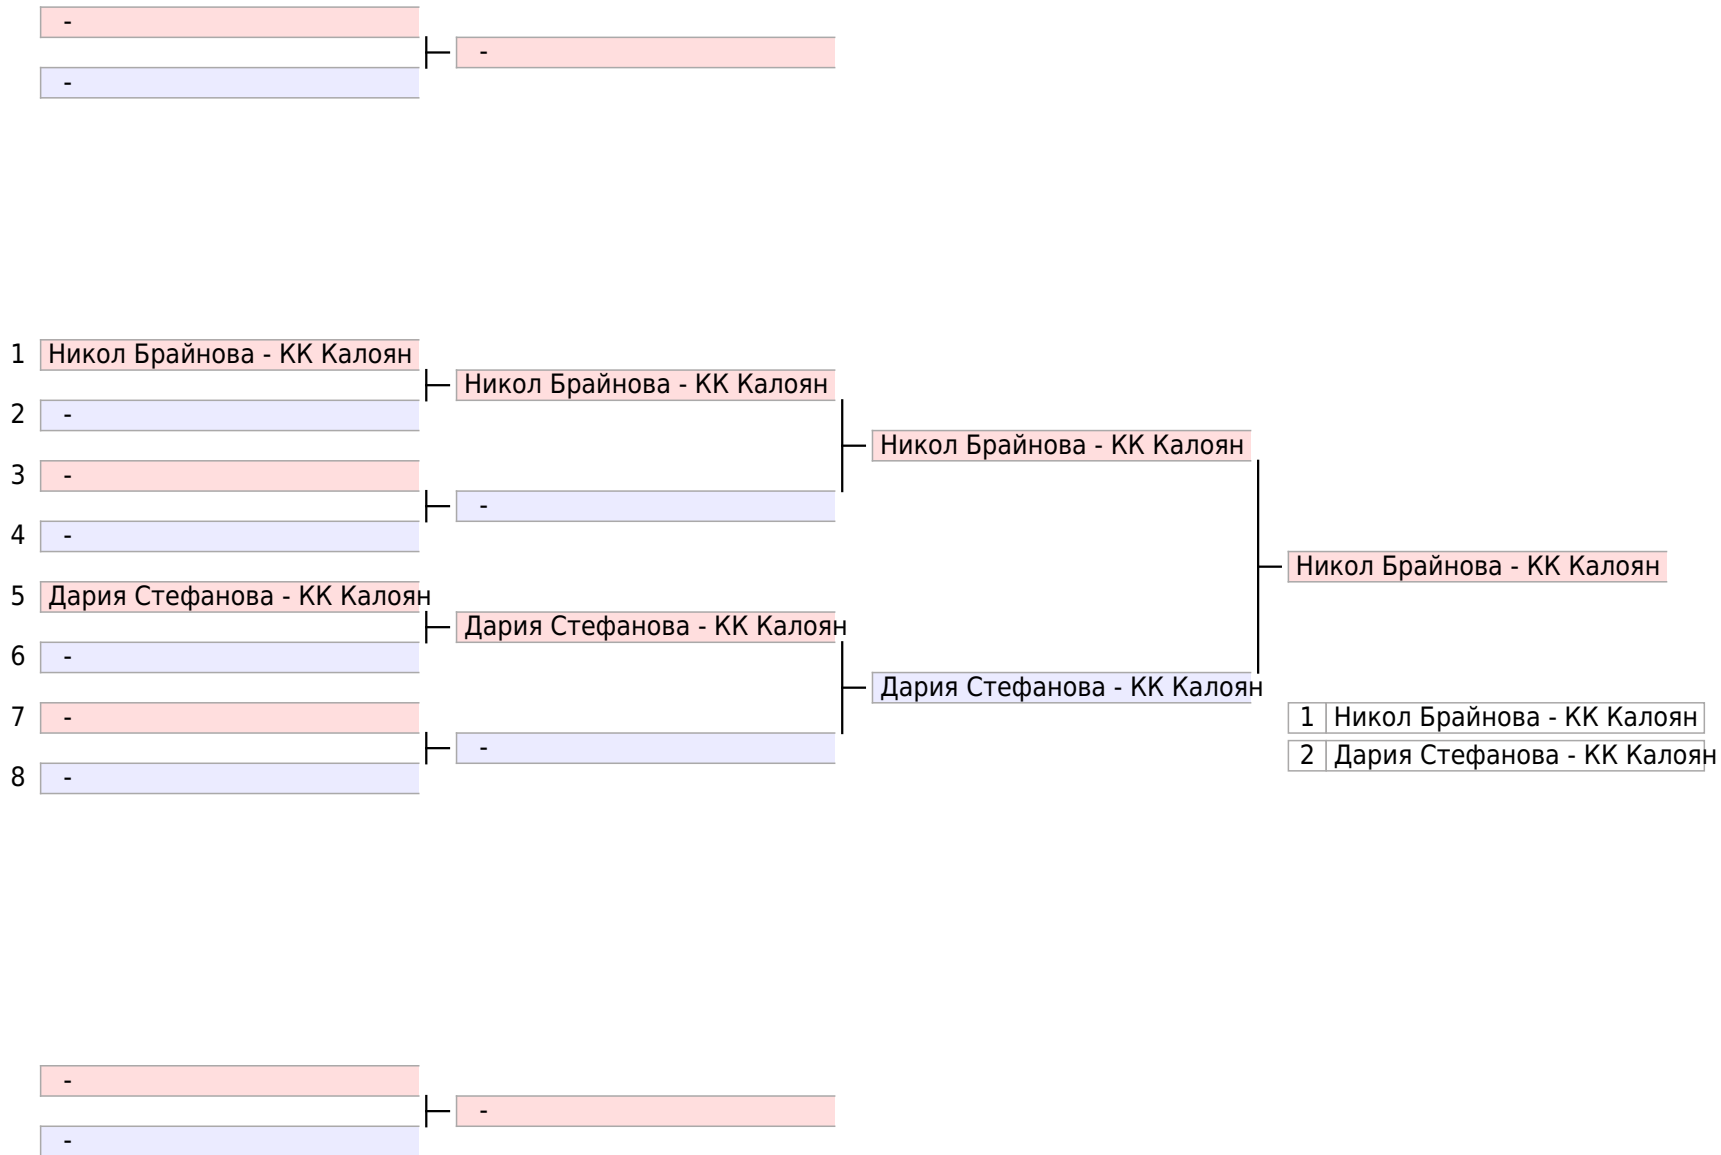 -
-
-
1 Никол Брайнова - КК Калоян
Никол Брайнова - КК Калоян
2 -
Никол Брайнова - КК Калоян
3 -
-
4 -
Никол Брайнова - КК Калоян
5 Дария Стефанова - КК Калоян
Дария Стефанова - КК Калоян
6 -
Дария Стефанова - КК Калоян
7 -
1 Никол Брайнова - КК Калоян
-
2 Дария Стефанова - КК Калоян
8 -
-
-
-